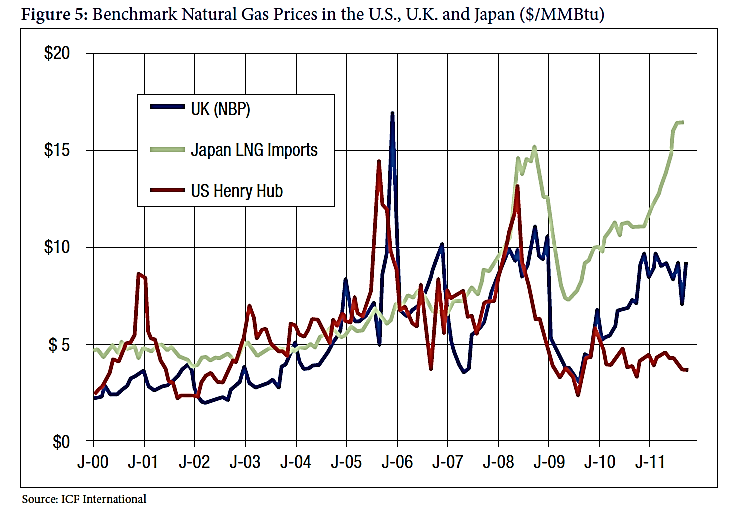 Figure 5: Benchmark Natural Gas Prices in the U.S., U.K. and Japan ($/MMBtu)
$20
UK (NBP)
$15
Japan LNG Imports
US Henry Hub
$10
$5
$0
J-00 J-01 J-02 J-03 J-04 J-05 J-06 J-07 J-08 J-09 J-10 J-11
Source: ICF International